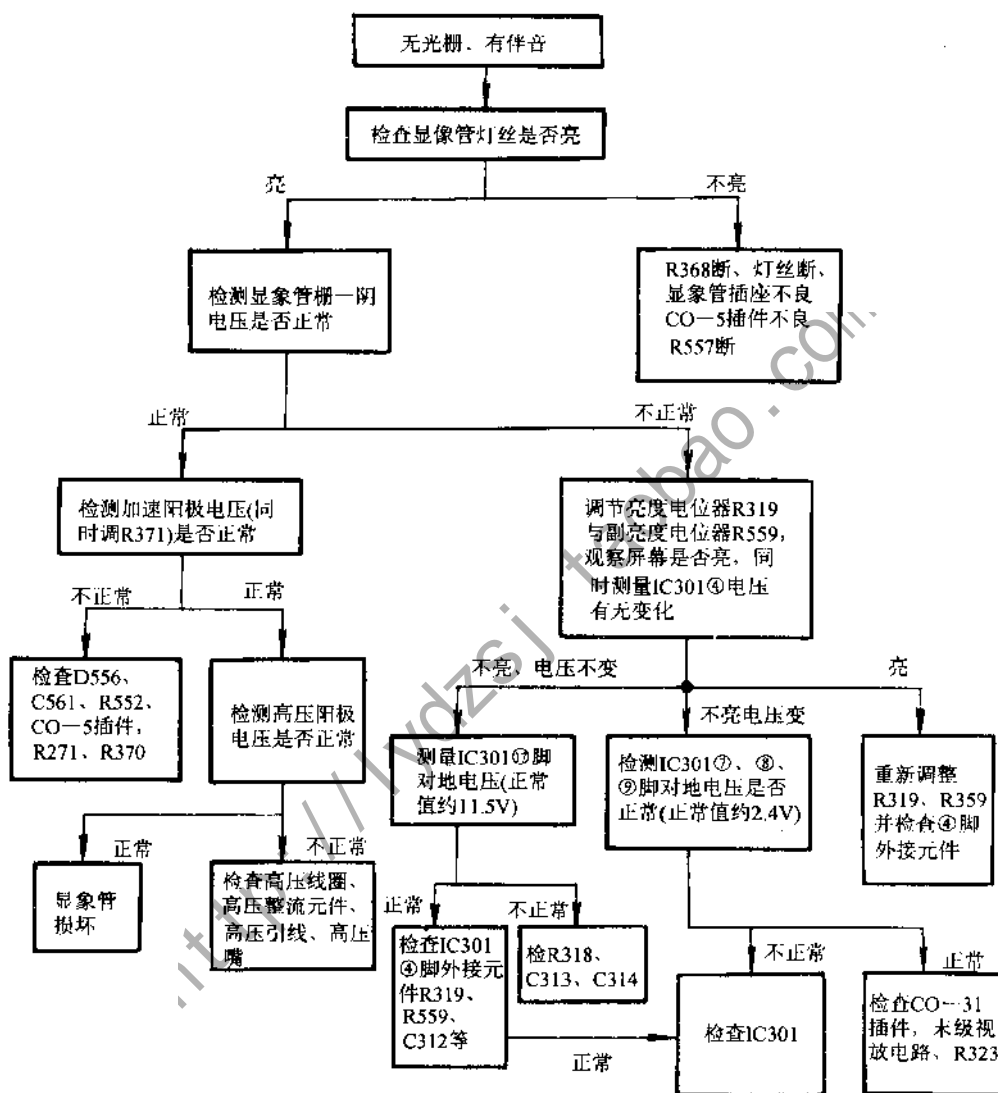 无光栅、有伴音
检查显像管灯丝是否亮
亮
不亮
检测显象管栅一阴
电压是否正常
R368断、灯丝断、
显象管插座不良
CO—5插件不良
R557断
正常
不正常
检测加速阳极电压(同
时调R371)是否正常
调节亮度电位器R319
与副亮度电位器R559,
观察屏幕是否亮,同
时测量IC301④电压
有无变化
不正常
正常
检查D556、
C561、R552、
CO—5插件,
R271、R370
检测高压阳极
电压是否正常
不亮、电压不变
不亮电压变
亮
测量IC301⑰脚
对地电压(正常
值约11.5V)
检测IC301⑦、⑧、
⑨脚对地电压是否
正常(正常值约2.4V)
重新调整
R319、R359
并检查④脚
外接元件
正常
不正常
显象管
损坏
检查高压线圈、
高压整流元件、
高压引线、高压
嘴
正常
不正常
检查IC301
④脚外接元
件R319、
R559、
C312等
检R318、
C313、C314
不正常
正常
正常
检查IC301
检查CO—31
插件,末级视
放电路、R323
http://lydzsj.taobao.com